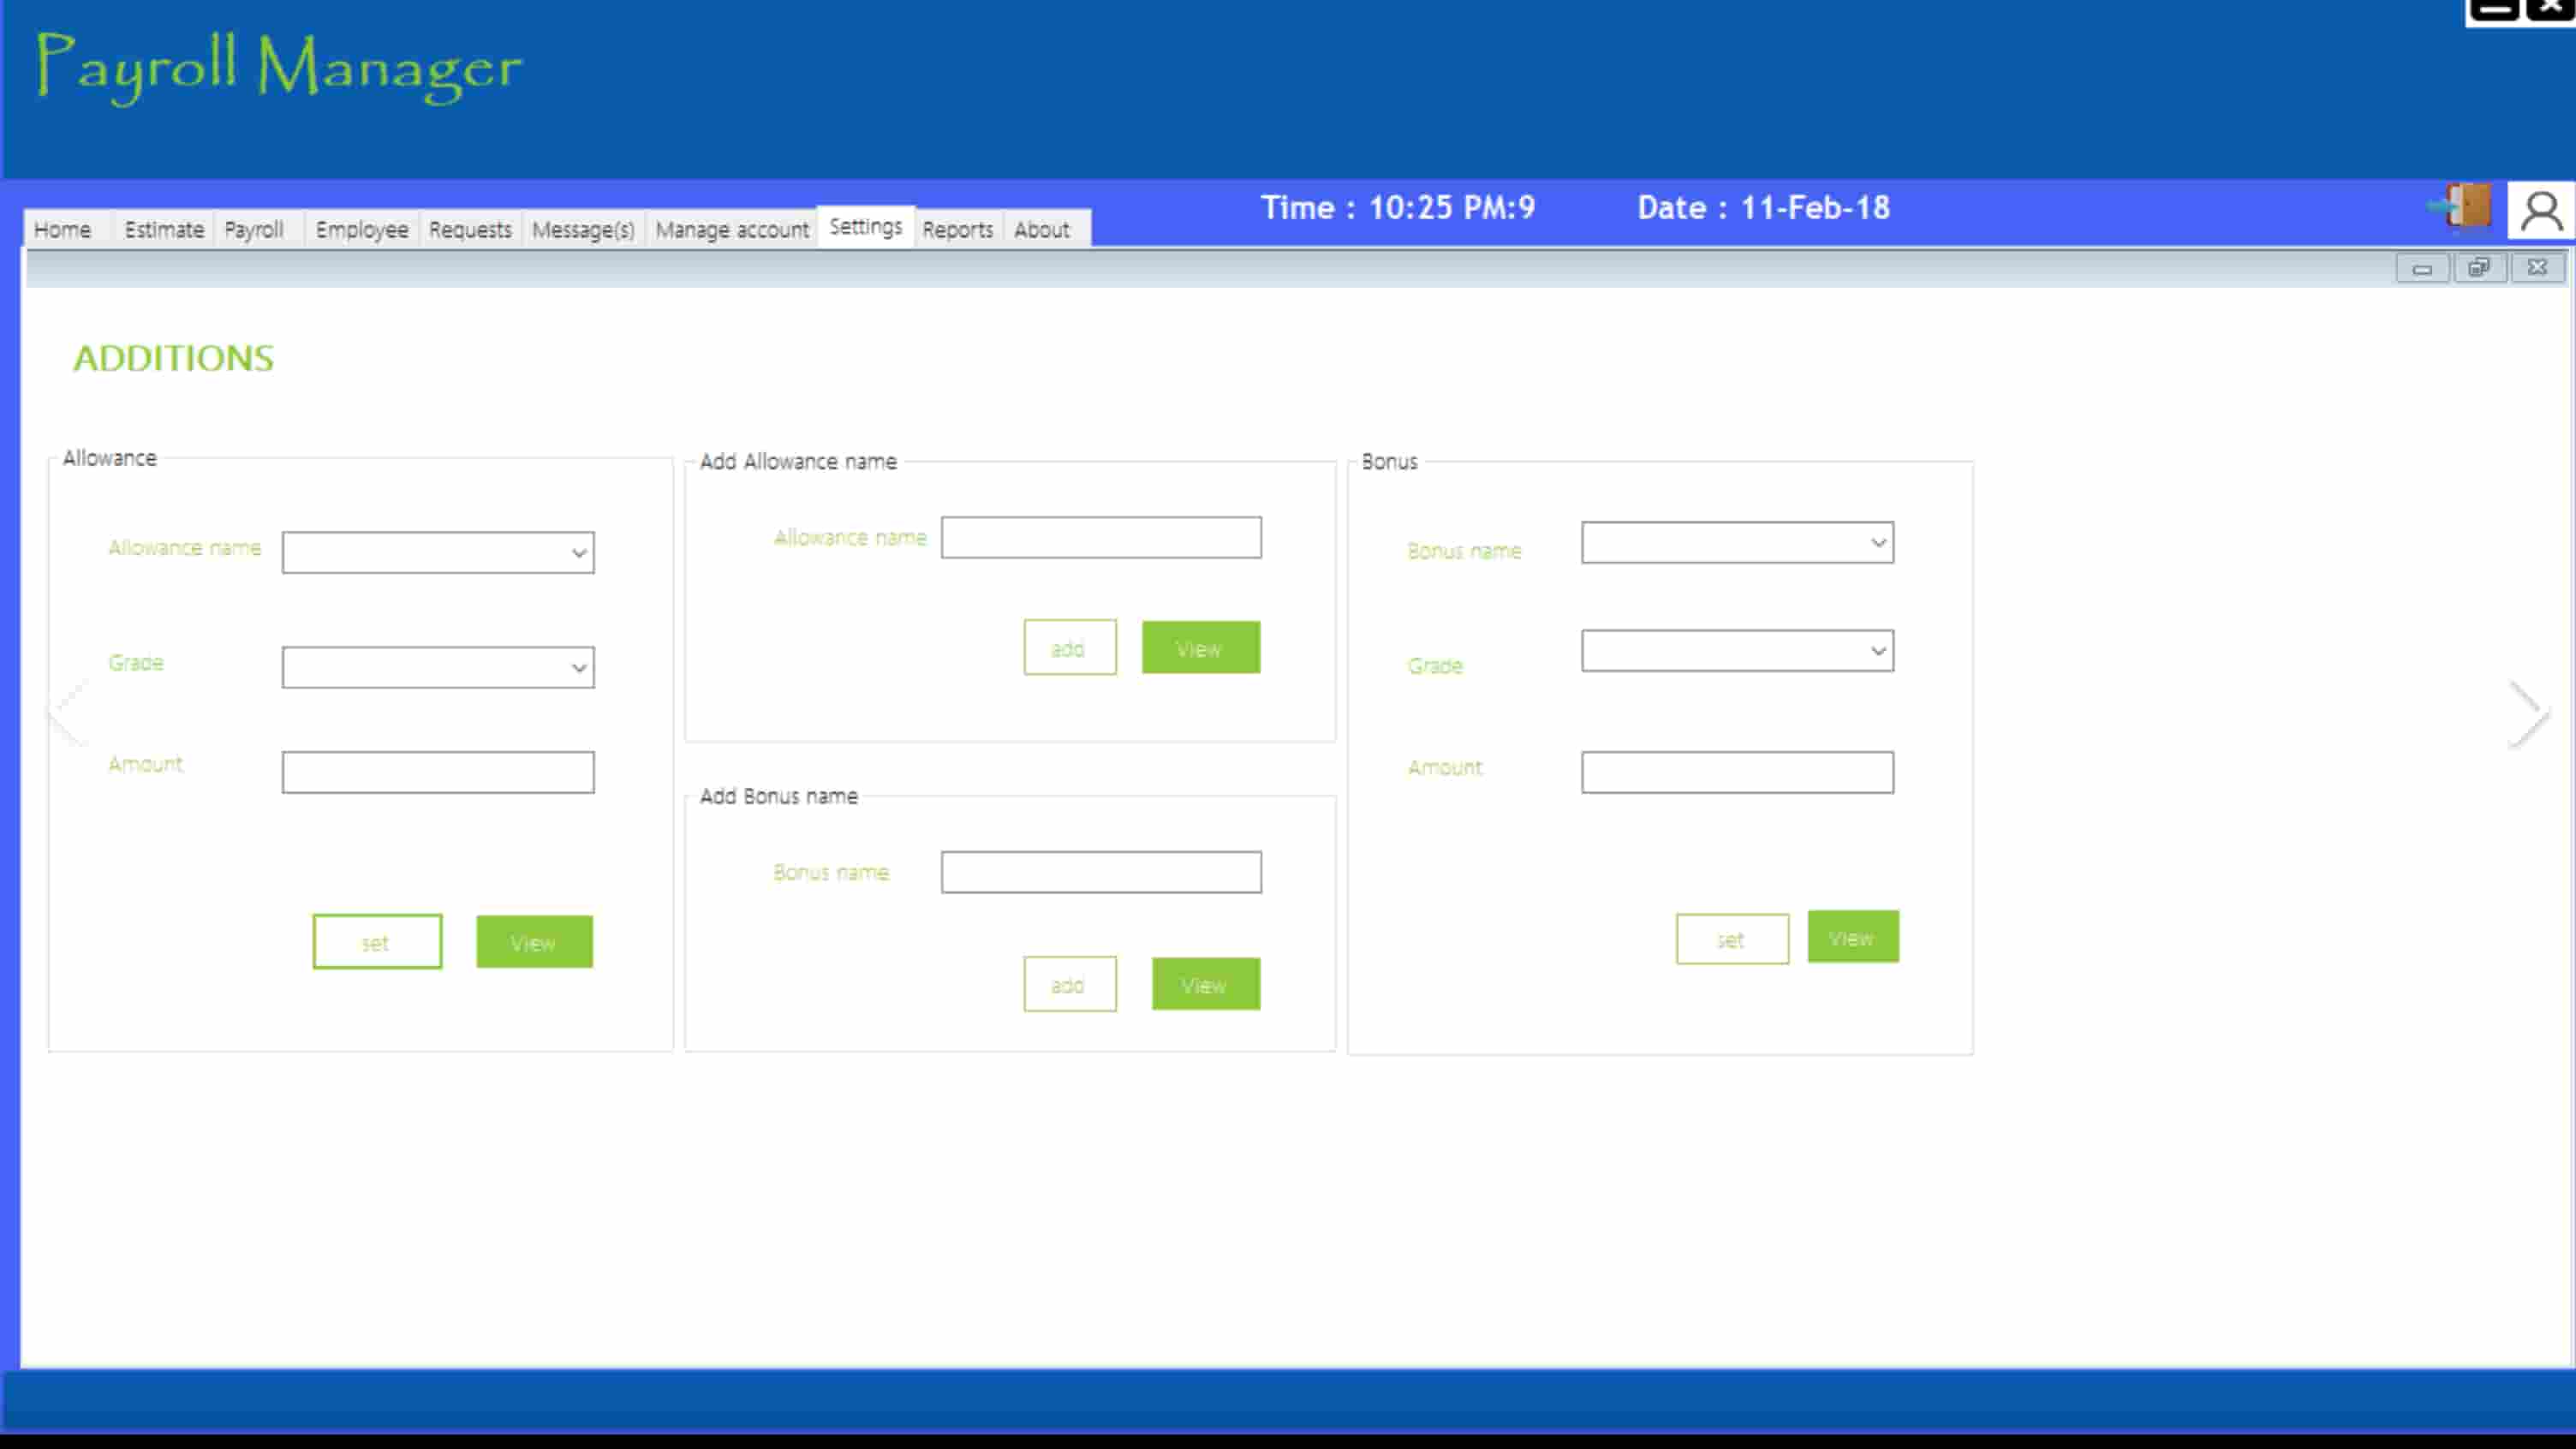 Payroll Manager
Time : 10:25 PM:9 Date : 11-Feb-18
Home Estimate Payroll Employee Requests Message(s) Manage account Settings Reports About
ADDITIONS
Allowance
Allowance name
Grade
Amount
set View
Add Allowance name
Allowance name
add View
Add Bonus name
Bonus name
add View
Bonus
Bonus name
Grade
Amount
set View